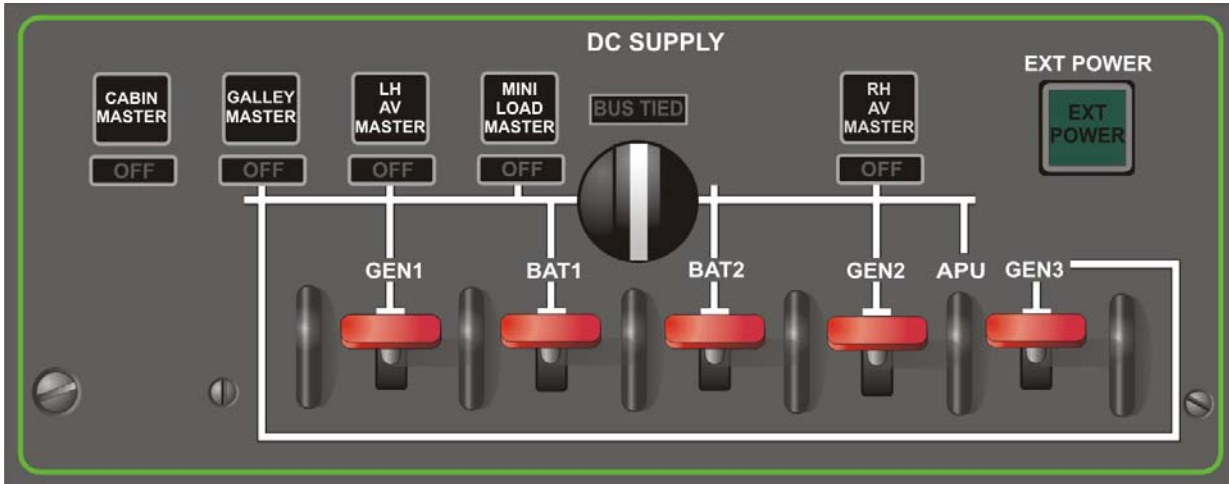 DC SUPPLY
EXT POWER
CABIN
MASTER
GALLEY
MASTER
LH
AV
MASTER
MINI
LOAD
MASTER
BUS TIED
RH
AV
MASTER
EXT
POWER
OFF
OFF
OFF
OFF
OFF
GEN1
BAT1
BAT2
GEN2
APU
GEN3